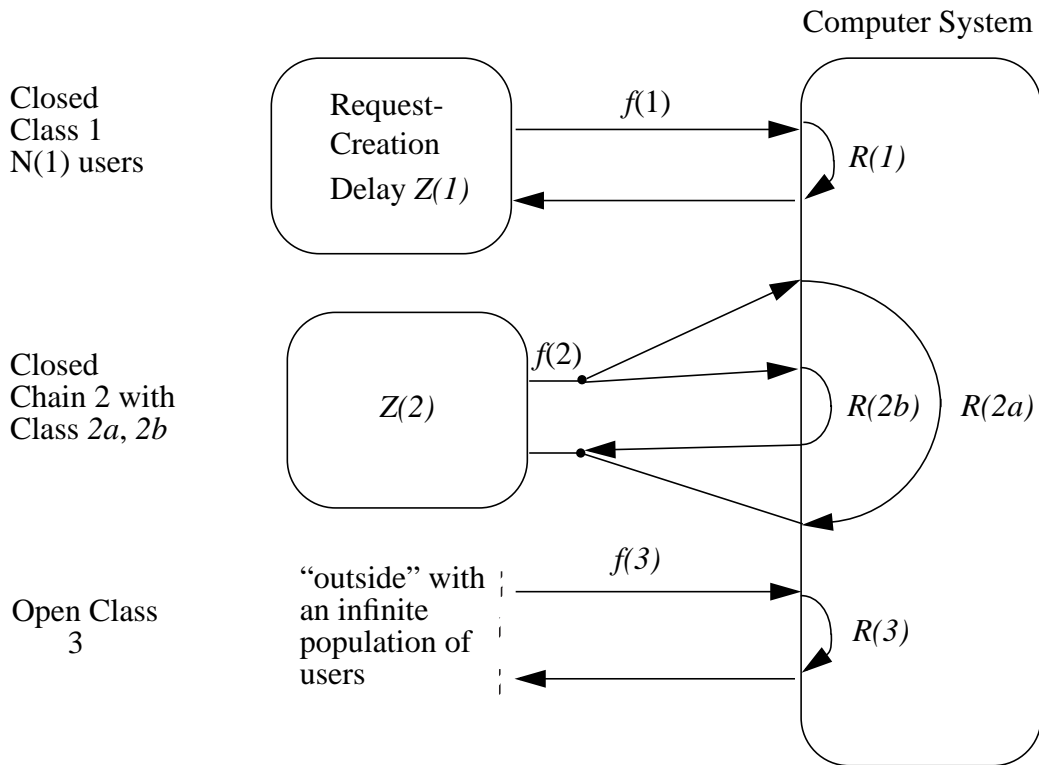 Computer System
Closed
Class 1
N(1) users
Request-
Creation
Delay Z(1)
f(1)
R(1)
Closed
Chain 2 with
Class 2a, 2b
Z(2)
f(2)
R(2b)
R(2a)
Open Class
3
“outside” with
an infinite
population of
users
f(3)
R(3)